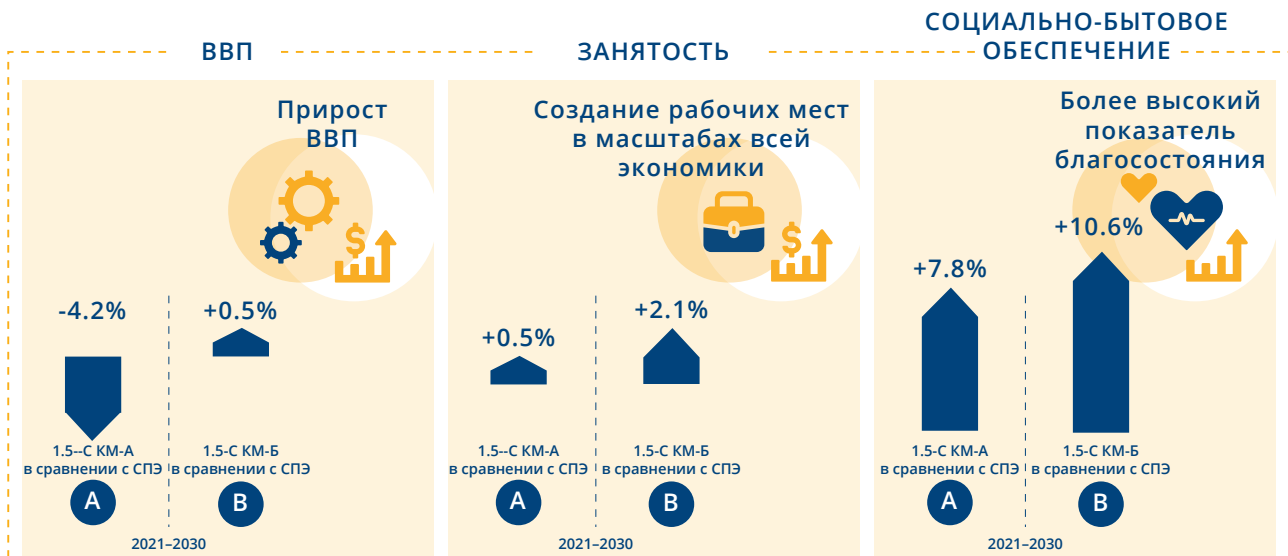 ВВП
Прирост
ВВП
-4.2%
+0.5%
1.5--С КМ-А
в сравнении с СПЭ
1.5-С КМ-Б
в сравнении с СПЭ
A
B
2021–2030
ЗАНЯТОСТЬ
Создание рабочих мест
в масштабах всей
экономики
+0.5%
+2.1%
1.5--С КМ-А
в сравнении с СПЭ
1.5-С КМ-Б
в сравнении с СПЭ
A
B
2021–2030
СОЦИАЛЬНО-БЫТОВОЕ
ОБЕСПЕЧЕНИЕ
Более высокий
показатель
благосостояния
+7.8%
+10.6%
1.5-С КМ-А
в сравнении с СПЭ
1.5-С КМ-Б
в сравнении с СПЭ
A
B
2021–2030